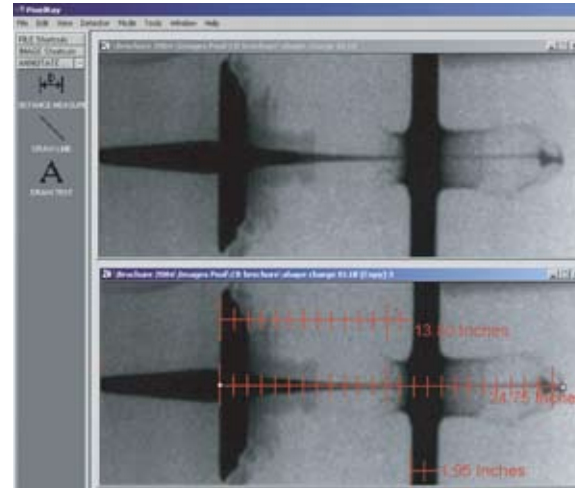 PixelRay
File Edit View Detector Mode Tools Window Help
FILE Shortcuts
IMAGE Shortcuts
ANNOTATE
D
DISTANCE MEASURE
DRAW LINE
A
DRAW TEXT
13.80 Inches
24.75 Inches
1.95 Inches